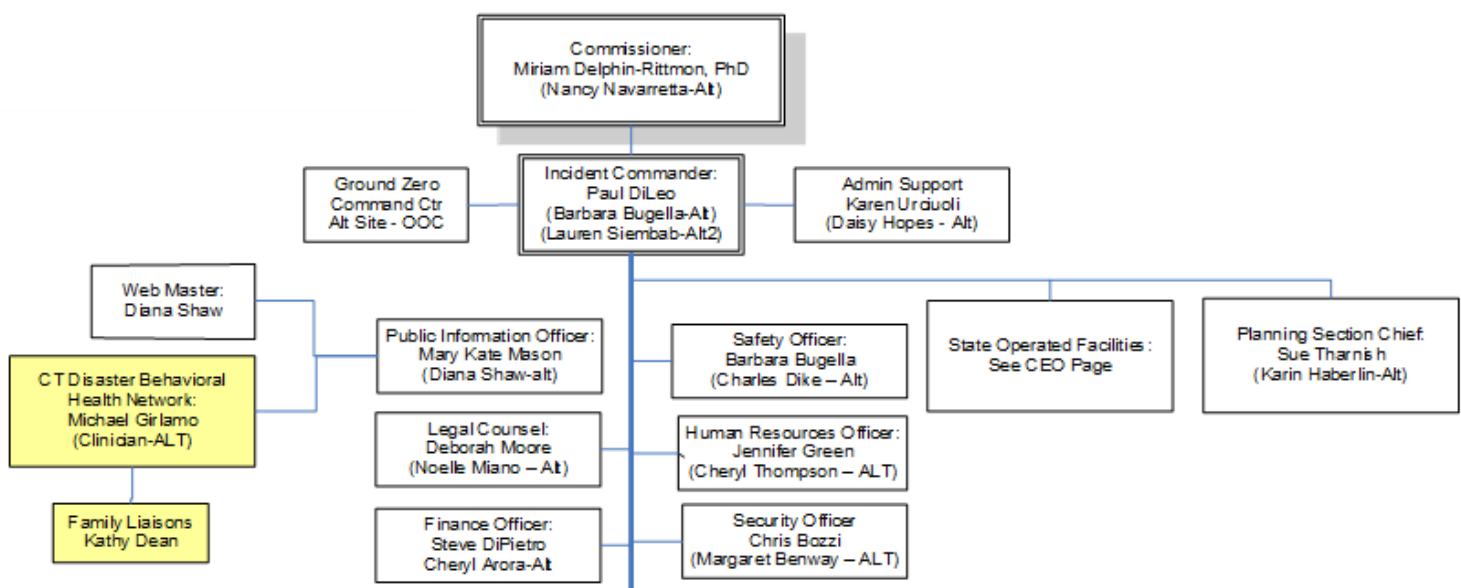 Commissioner:
Miriam Delphin-Rittmon, PhD
(Nancy Navarretta-Alt)
Ground Zero
Command Ctr
Alt Site - OOC
Incident Commander:
Paul DiLeo
(Barbara Bugella-Alt)
(Lauren Siembab-Alt2)
Admin Support
Karen Urciuoli
(Daisy Hopes - Alt)
Web Master:
Diana Shaw
Public Information Officer:
Mary Kate Mason
(Diana Shaw-alt)
Safety Officer:
Barbara Bugella
(Charles Dike – Alt)
State Operated Facilities:
See CEO Page
Planning Section Chief:
Sue Tharnish
(Karin Haberlin-Alt)
CT Disaster Behavioral
Health Network:
Michael Girlamo
(Clinician-ALT)
Legal Counsel:
Deborah Moore
(Noelle Miano – Alt)
Human Resources Officer:
Jennifer Green
(Cheryl Thompson – ALT)
Family Liaisons
Kathy Dean
Finance Officer:
Steve DiPietro
Cheryl Arora-Alt
Security Officer
Chris Bozzi
(Margaret Benway – ALT)